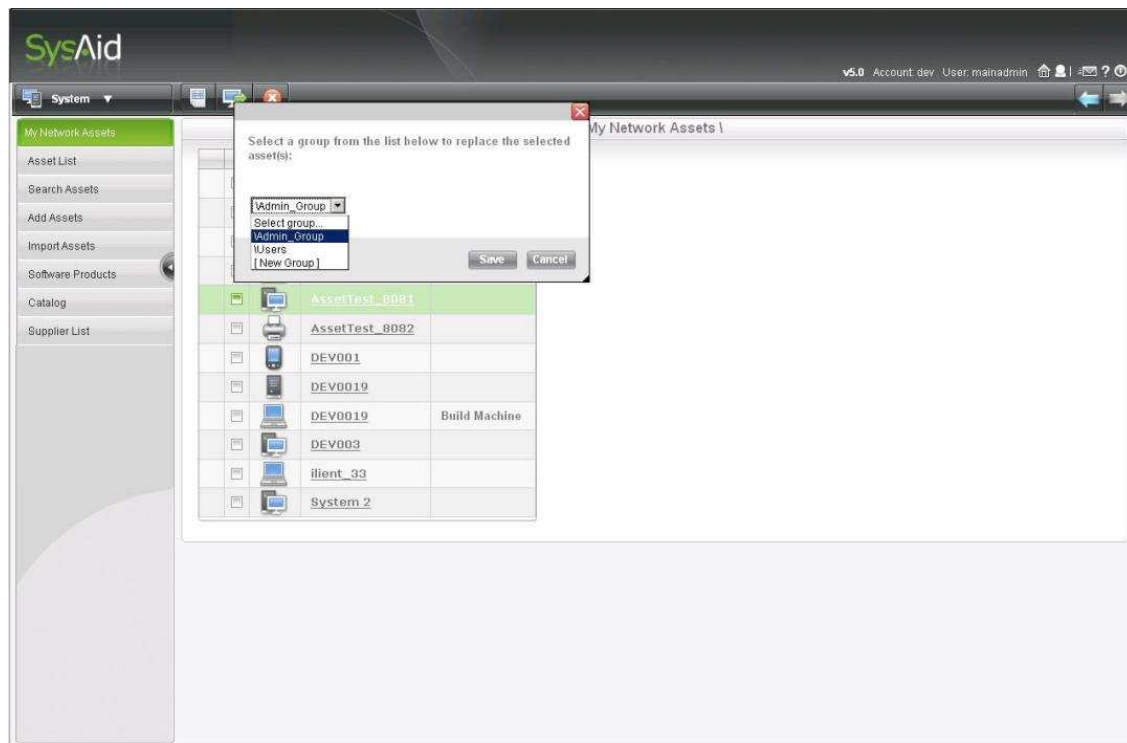 SysAid
v5.0 Account: dev User: mainadmin
System
My Network Assets
Asset List
Search Assets
Add Assets
Import Assets
Software Products
Catalog
Supplier List
My Network Assets \
Select a group from the list below to replace the selected
asset(s):
\Admin_Group
Select group...
\Admin_Group
\Users
[ New Group ]
Save
Cancel
AssetTest_8081
AssetTest_8082
DEV001
DEV0019
DEV0019
Build Machine
DEV003
ilient_33
System 2